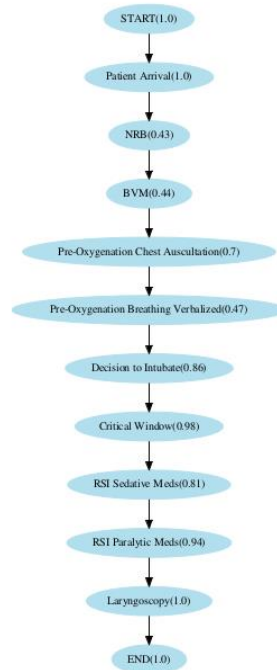 START(1.0)
Patient Arrival(1.0)
NRB(0.43)
BVM(0.44)
Pre-Oxygenation Chest Auscultation(0.7)
Pre-Oxygenation Breathing Verbalized(0.47)
Decision to Intubate(0.86)
Critical Window(0.98)
RSI Sedative Meds(0.81)
RSI Paralytic Meds(0.94)
Laryngoscopy(1.0)
END(1.0)